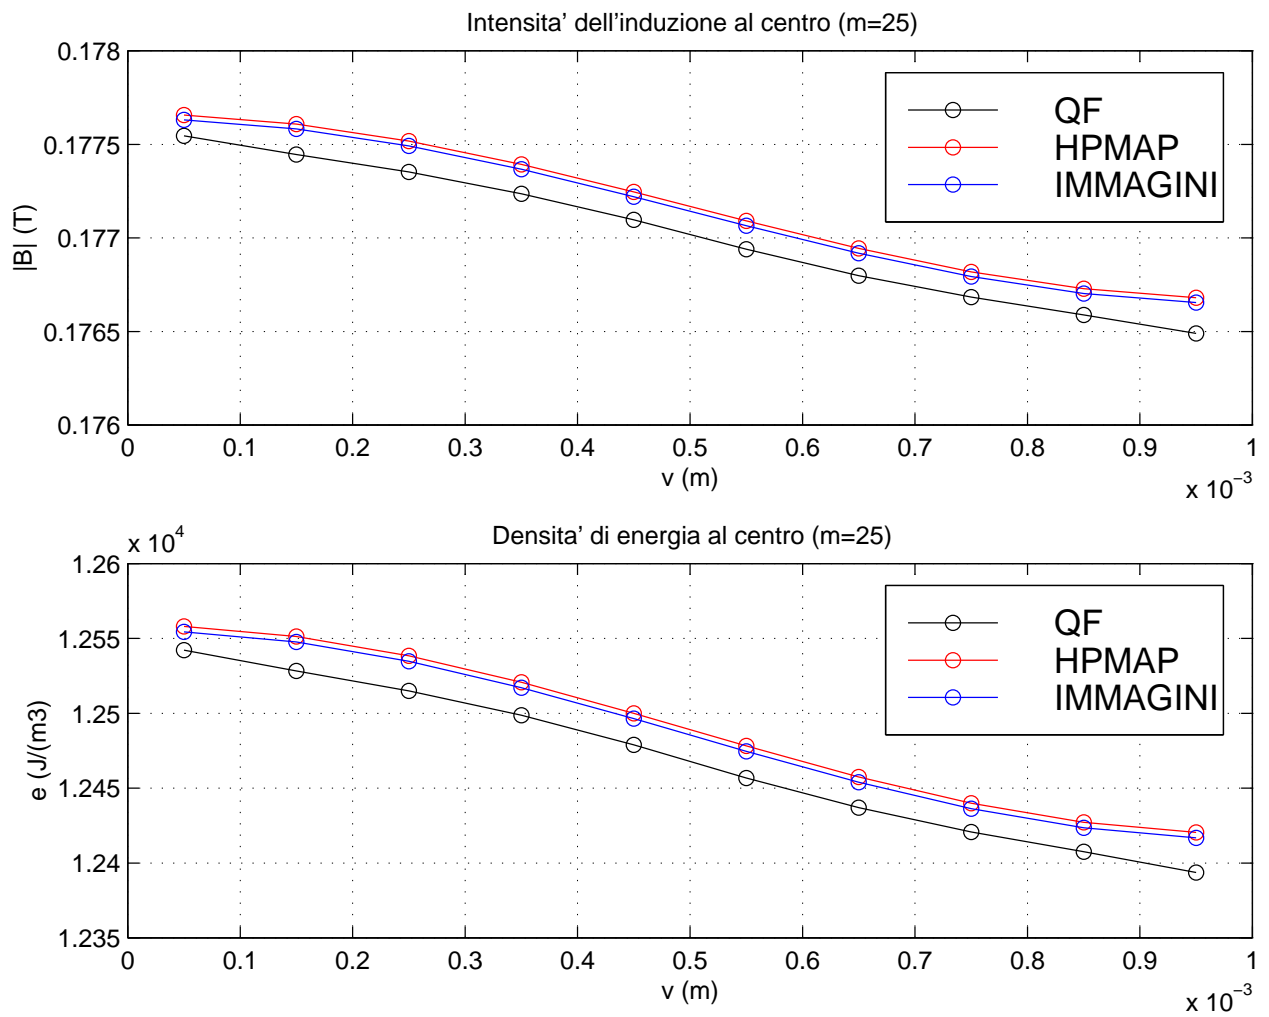 Intensita' dell'induzione al centro (m=25)
0.178
0.1775
0.177
0.1765
0.176
|B| (T)
QF
HPMAP
IMMAGINI
0 0.1 0.2 0.3 0.4 0.5 0.6 0.7 0.8 0.9 1
v (m)
x 10−3
x 104
Densita' di energia al centro (m=25)
1.26
1.255
1.25
1.245
1.24
1.235
e (J/(m3)
QF
HPMAP
IMMAGINI
0 0.1 0.2 0.3 0.4 0.5 0.6 0.7 0.8 0.9 1
v (m)
x 10−3